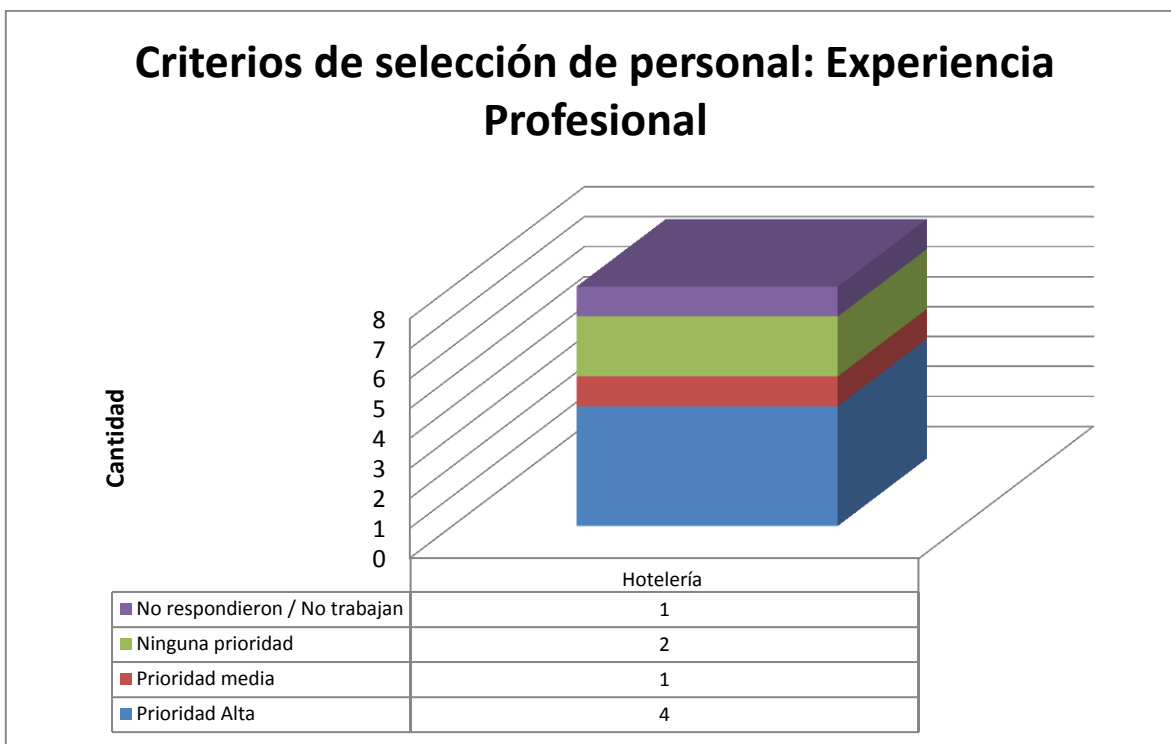 Criterios de selección de personal: Experiencia
Profesional
Cantidad
8
7
6
5
4
3
2
1
0
Hotelería
No respondieron / No trabajan 1
Ninguna prioridad 2
Prioridad media 1
Prioridad Alta 4